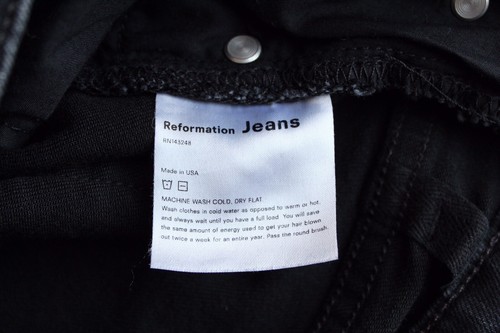 Reformation Jeans
RN143248
Made in USA
MACHINE WASH COLD, DRY FLAT
Wash clothes in cold water as opposed to warm or hot,
and always wait until you have a full load. You will save
the same amount of energy used to get your hair blown
out twice a week for an entire year. Pass the round brush.